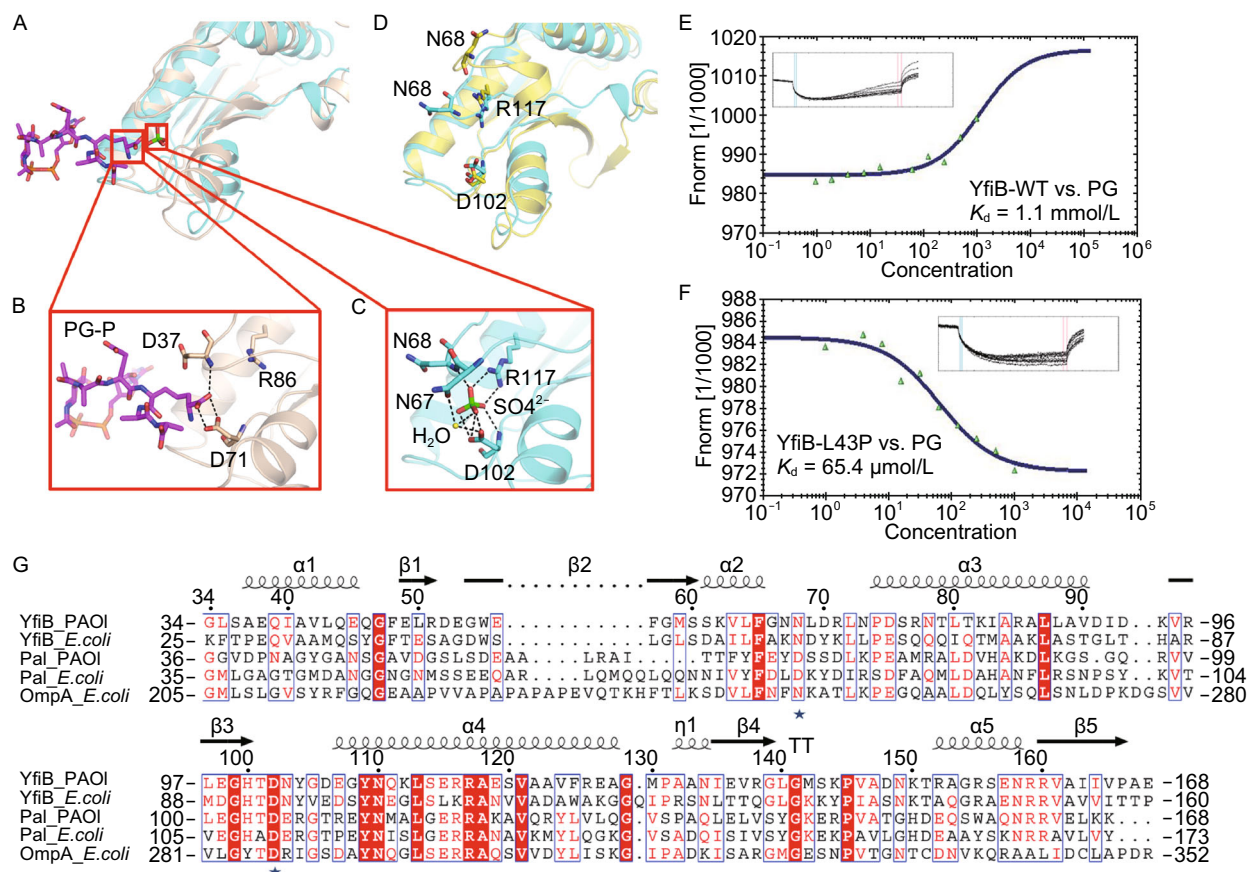 A
D
E
N68
N68
R117
D102
1020
1010
1000
990
980
970
Fnorm [1/1000]
YfiB-WT vs. PG
Kd = 1.1 mmol/L
10⁻¹ 10⁰ 10¹ 10² 10³ 10⁴ 10⁵ 10⁶
Concentration
B
PG-P
D37
R86
D71
C
N68
R117
N67
SO4²⁻
H₂O
D102
F
988
986
984
982
980
978
976
974
972
970
Fnorm [1/1000]
YfiB-L43P vs. PG
Kd = 65.4 µmol/L
10⁻¹ 10⁰ 10¹ 10² 10³ 10⁴ 10⁵
Concentration
G
α1 β1 β2 α2 α3
34 40 50 60 70 80 90
YfiB_PAOI 34– GLSAEQIAVLQEQGFELRDEGWE...........FGMSSKVLFGNNLDRLNPDSRNTLTKIARALLAVDID..KVR -96
YfiB_E.coli 25– KFTPEQVAAMQSYGFTESAGDWS...........LGLSDAILFANNDYKLNPESQQQIQTMAAQLASTGLT..HAR -87
Pal_PAOI 36– GGVDPNAGYGANSGAVDGSLSDEAA....LRAI.....TTFYFEYDSSDLKPEAMRALDVHAKDLKGS.GQ..RVV -99
Pal_E.coli 35– GMLGAGTGMDANGGNGNMSSEEQAR...LQMQQLQQNNIVYFDLDKYDIRSDFAQMLDAHANFLRSNPSY.KVT -104
OmpA_E.coli 205– GMLSLGVSYRFGQGEAAPVVAPAPAPAPEVQTKHFTLKSDVLFNFNKATLKPEGQAALDQLYSQLSNLDPKDGSVV -280
★
β3 α4 η1 β4 TT α5 β5
100 110 120 130 140 150 160
YfiB_PAOI 97– LEGHTDNYGDEGYNQKLSERRAESVAAVFREAG.MPAANIEVRGLGMSKPVADNKTRAGRSENRRVAIIVPAE -168
YfiB_E.coli 88– MDGHTDNYVEDSYNEGLSLKRANVVADAWAKGGQIPRSNLTTQGLGKKYPIASNKTAQGRAENRRVAVVITTP -160
Pal_PAOI 100– LEGHTDERGTREYNMALGERRAKAVQRYLVLQG.VSPAQLELVSYGKERPVATGHDEQSWAQNRRVELKK... -168
Pal_E.coli 105– VEGHADERGTPEYNISLGERRANAVKMYLQGKG.VSADQISIVSYGKEKPAVLGHDEAAYSKNRRAVLVY... -173
OmpA_E.coli 281– VLGYTDRIGSDAYNQGLSERRAQSVVDYLISKG.IPADKISARGMGESNPVTGNTCDNVKQRAALIDCLAPDR -352
★